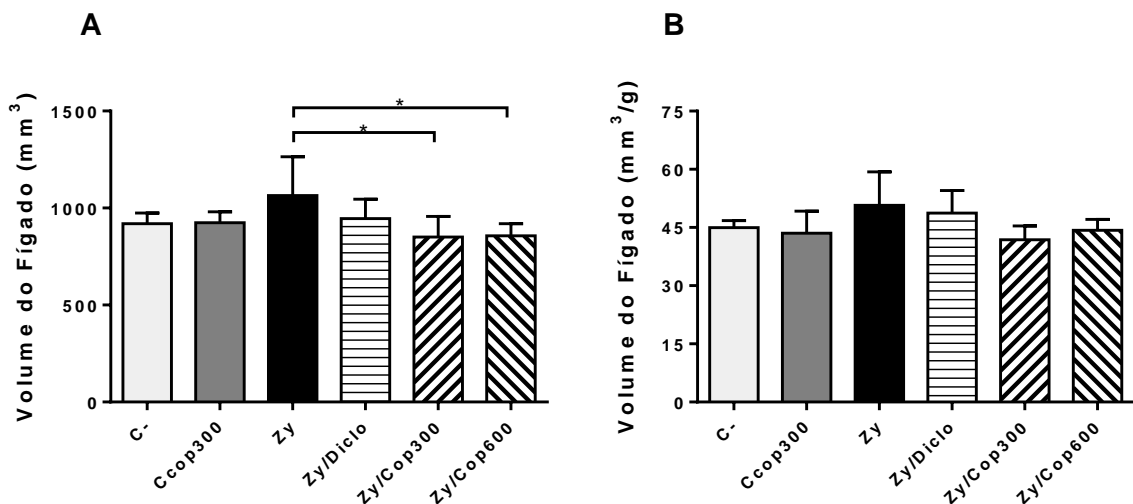 A
Volume do Fígado (mm³)
1500
1000
500
0
*
*
C-
Ccop300
Zy
Zy/Diclo
Zy/Cop300
Zy/Cop600
B
Volume do Fígado (mm³/g)
75
60
45
30
15
0
C-
Ccop300
Zy
Zy/Diclo
Zy/Cop300
Zy/Cop600